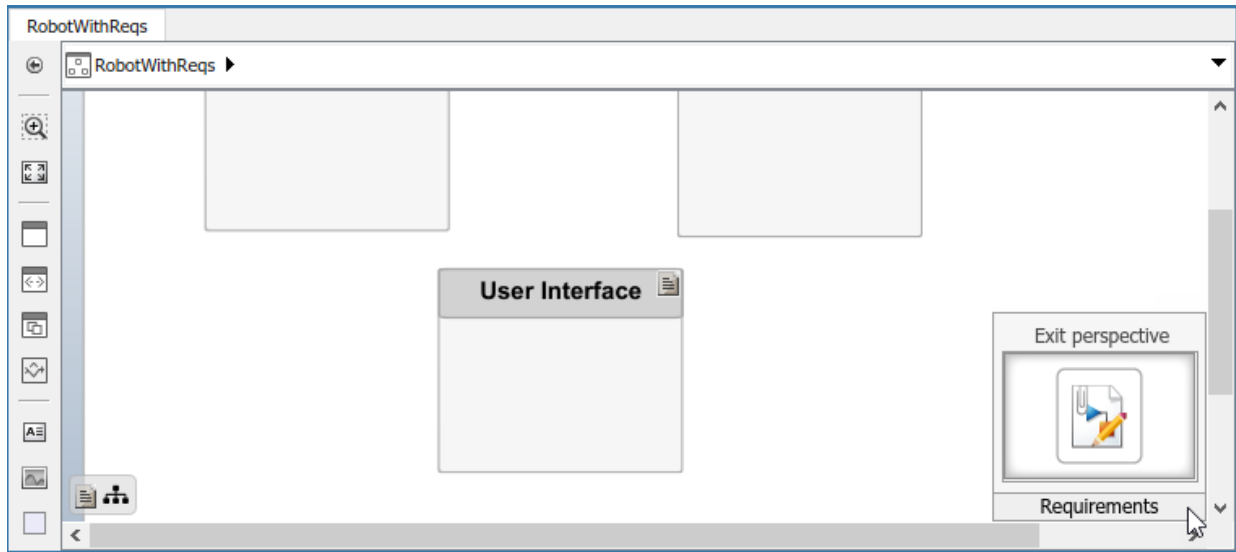 RobotWithReqs
RobotWithReqs
User Interface
Exit perspective
Requirements
A